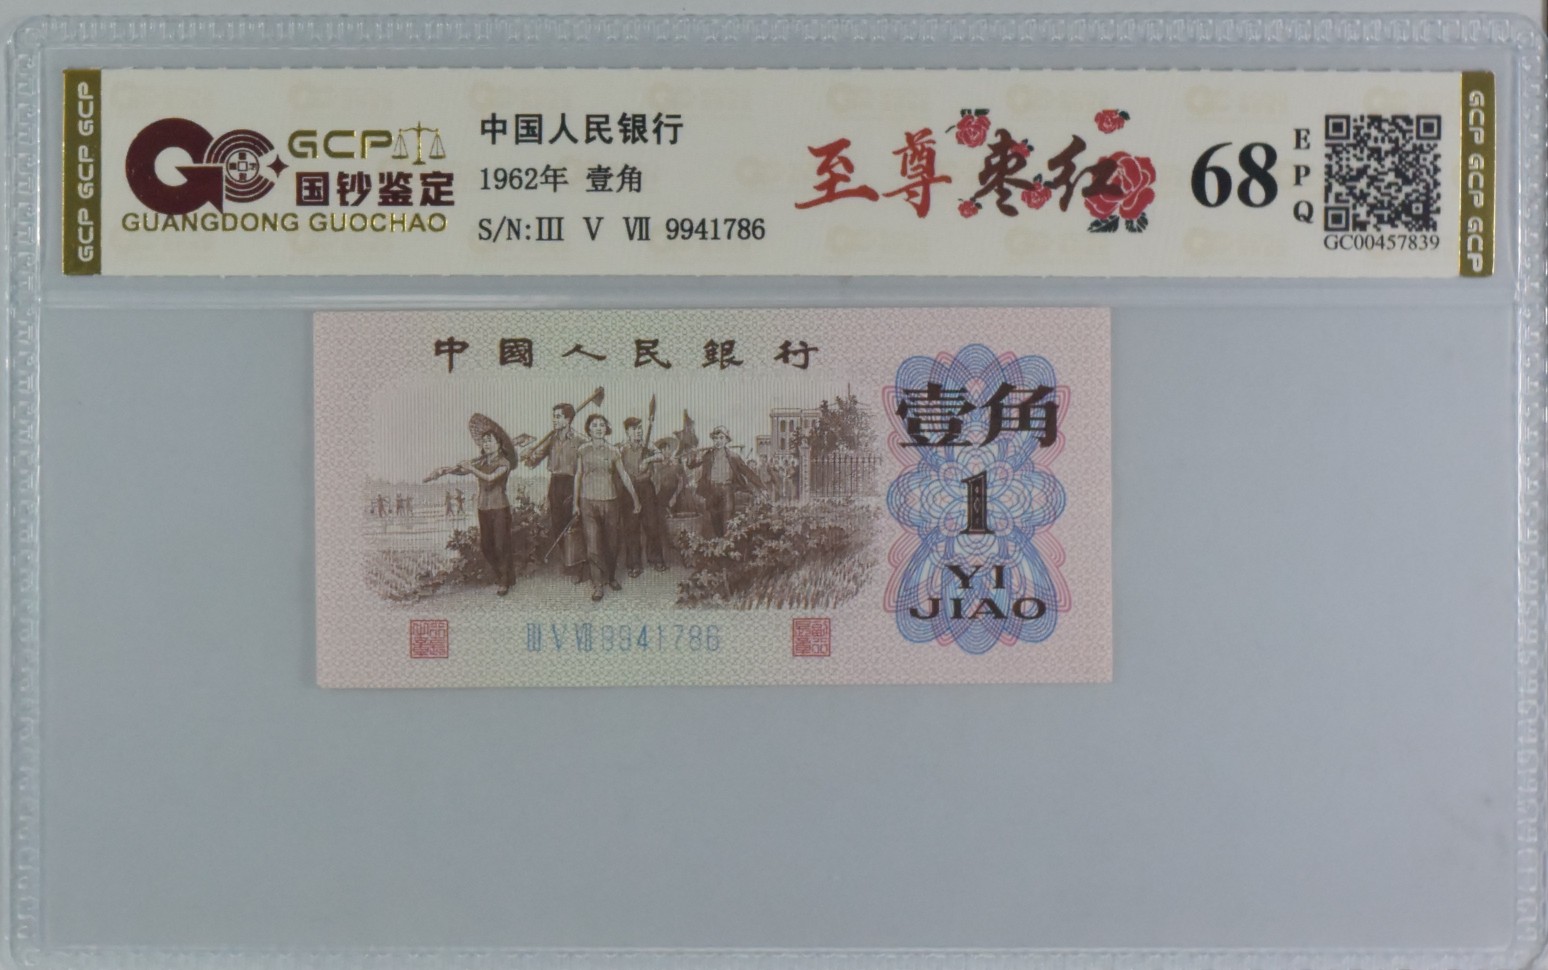 GCP GCP GCP
GCP
国钞鉴定
GUANGDONG GUOCHAO
中国人民银行
1962年 壹角
S/N:III V VII 9941786
至尊枣红
68
EPQ
GC00457839
GCP GCP GCP
中國人民銀行
壹角
1
YI
JIAO
III V VII 9941786